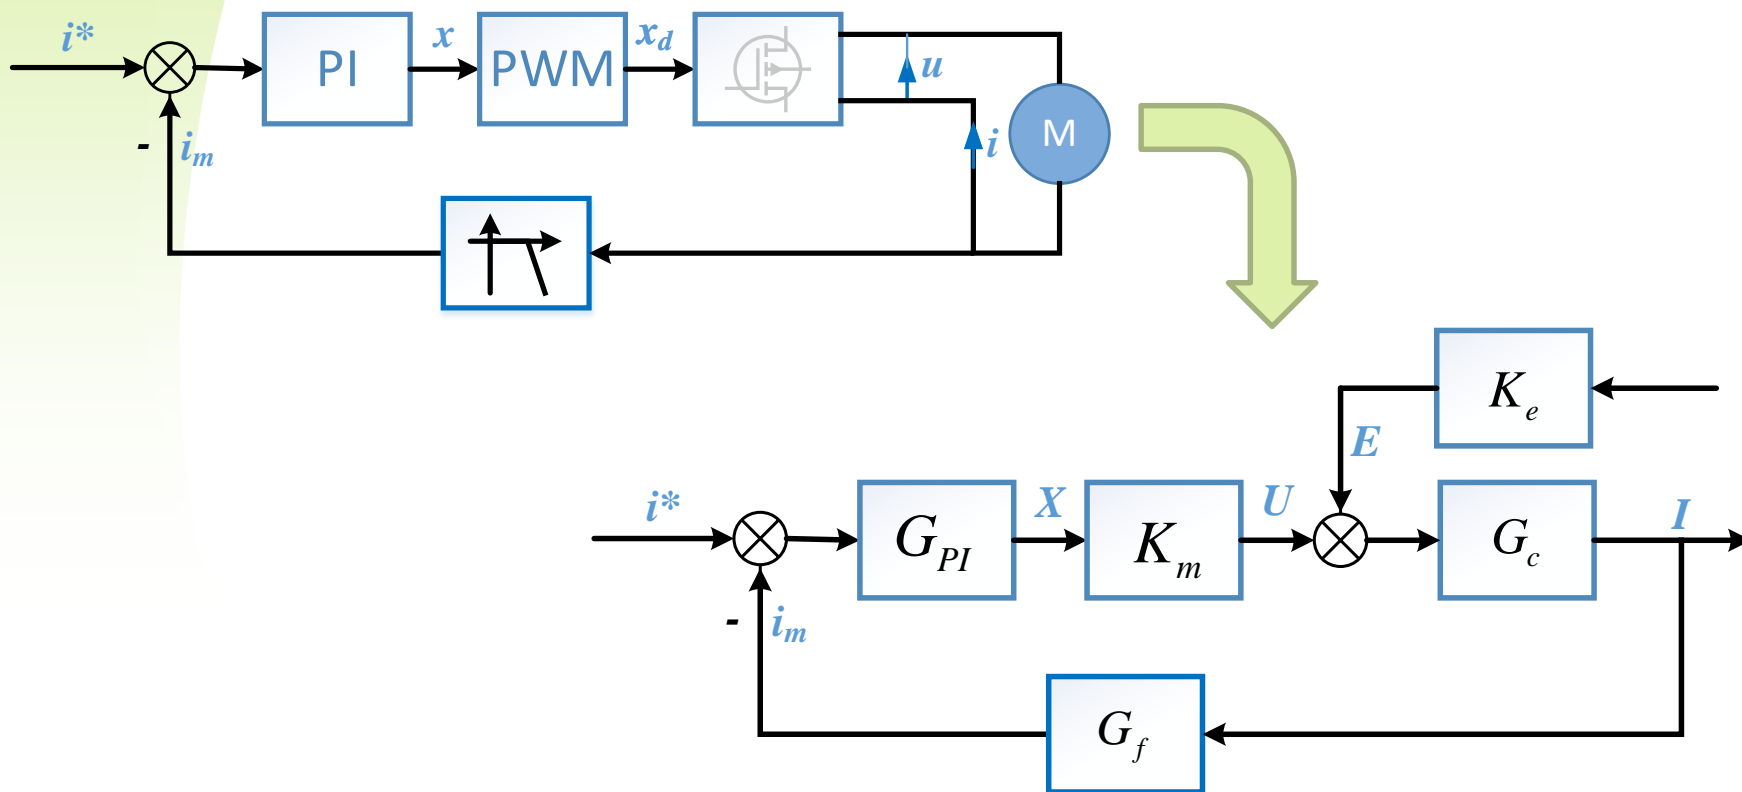 i* PI x PWM x_d u
M
- i_m i
K_e
E
i* G_PI X K_m U G_c I
- i_m
G_f